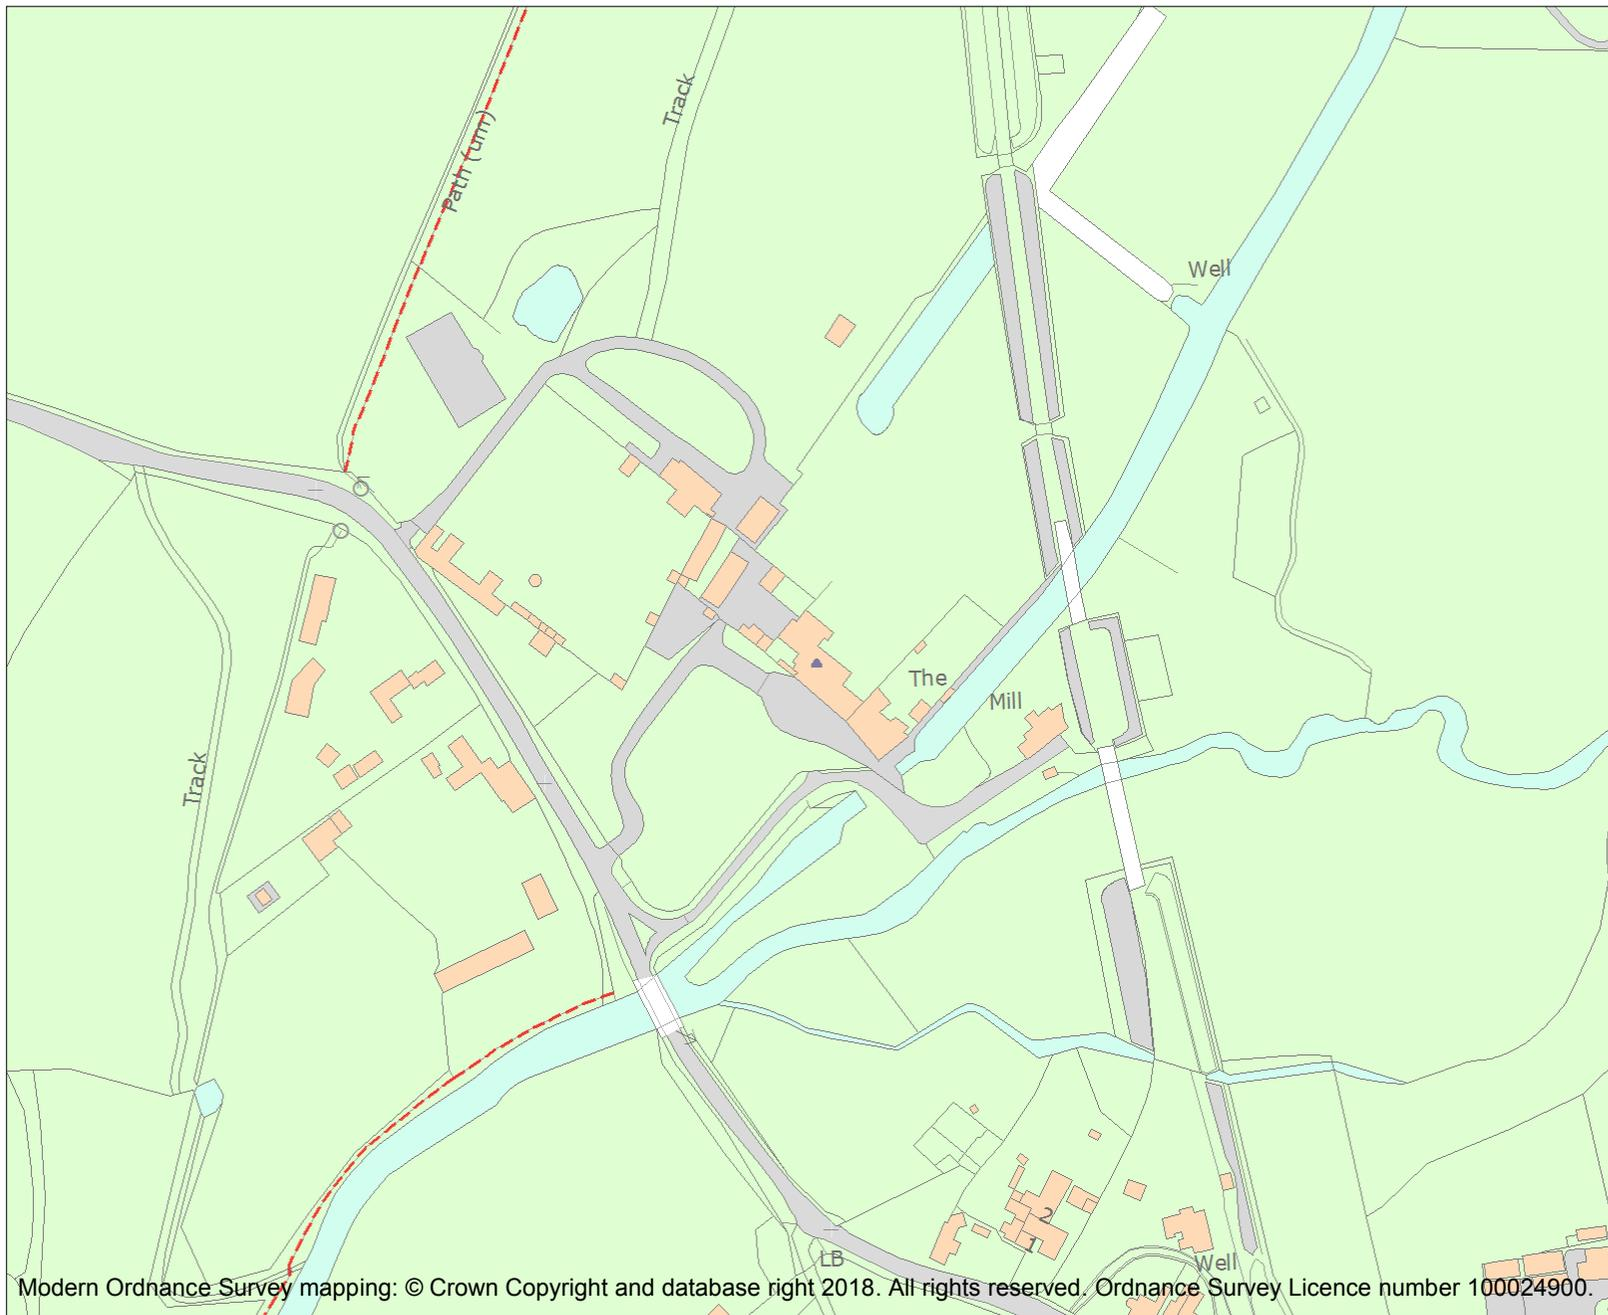 Track
Path (um)
Well
The
Mill
Track
2
1
LB
Well
Modern Ordnance Survey mapping: © Crown Copyright and database right 2018. All rights reserved. Ordnance Survey Licence number 100024900.